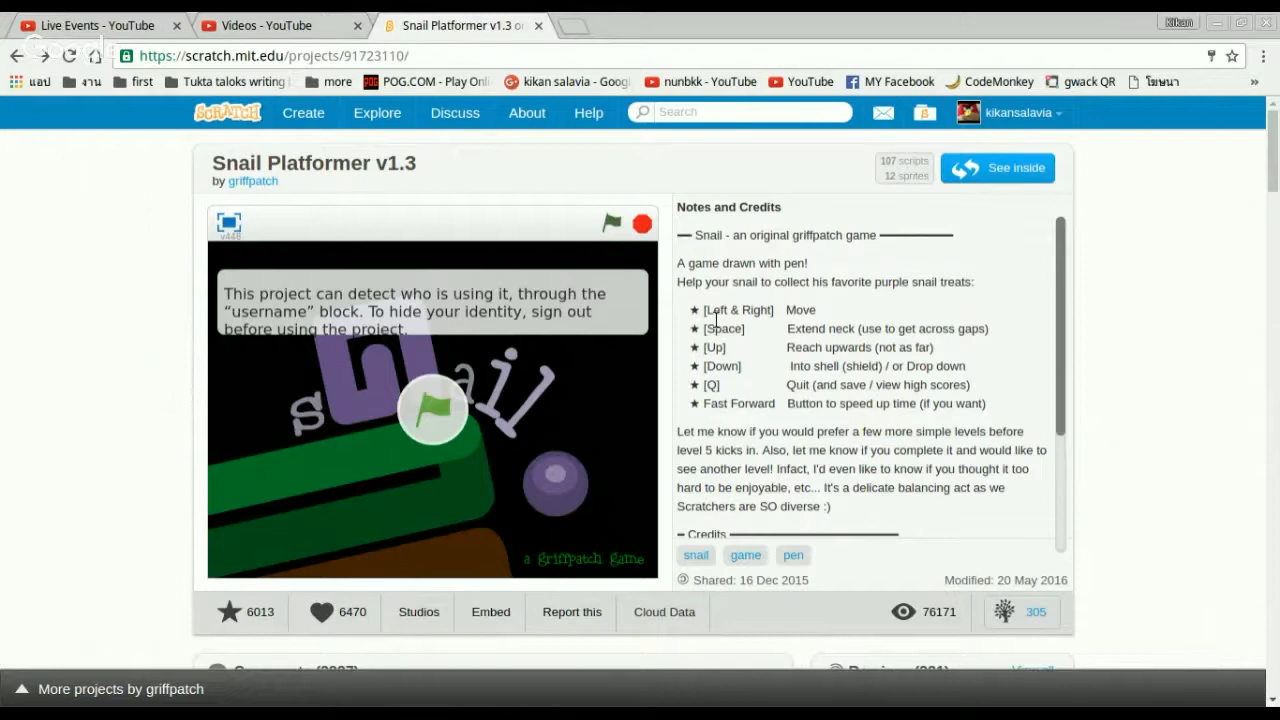 Live Events - YouTube
Videos - YouTube
Snail Platformer v1.3 o
Kikan
Google
https://scratch.mit.edu/projects/91723110/
แอป
งาน
first
Tukta taloks writing
more
POG.COM - Play Onli
kikan salavia - Goog
nunbkk - YouTube
YouTube
MY Facebook
CodeMonkey
gwack QR
โฆษณา
»
SCRATCH
Create
Explore
Discuss
About
Help
Search
kikansalavia
Snail Platformer v1.3
by griffpatch
107 scripts
12 sprites
See inside
v446
This project can detect who is using it, through the
“username” block. To hide your identity, sign out
before using the project.
snail
a griffpatch game
Notes and Credits
Snail - an original griffpatch game
A game drawn with pen!
Help your snail to collect his favorite purple snail treats:
★ [Left & Right] Move
★ [Space] Extend neck (use to get across gaps)
★ [Up] Reach upwards (not as far)
★ [Down] Into shell (shield) / or Drop down
★ [Q] Quit (and save / view high scores)
★ Fast Forward Button to speed up time (if you want)
Let me know if you would prefer a few more simple levels before
level 5 kicks in. Also, let me know if you complete it and would like to
see another level! Infact, I'd even like to know if you thought it too
hard to be enjoyable, etc... It's a delicate balancing act as we
Scratchers are SO diverse :)
Credits
snail
game
pen
Shared: 16 Dec 2015
Modified: 20 May 2016
6013
6470
Studios
Embed
Report this
Cloud Data
76171
305
More projects by griffpatch